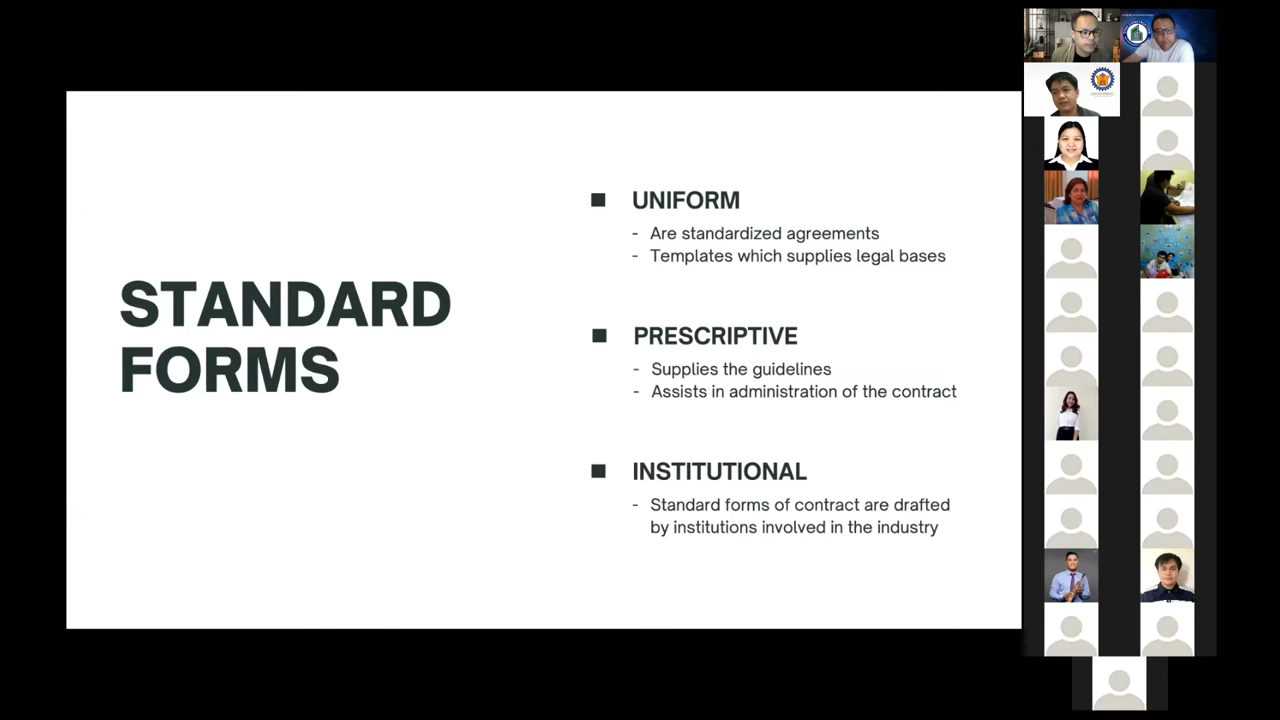 STANDARD
FORMS
UNIFORM
- Are standardized agreements
- Templates which supplies legal bases
PRESCRIPTIVE
- Supplies the guidelines
- Assists in administration of the contract
INSTITUTIONAL
- Standard forms of contract are drafted
by institutions involved in the industry